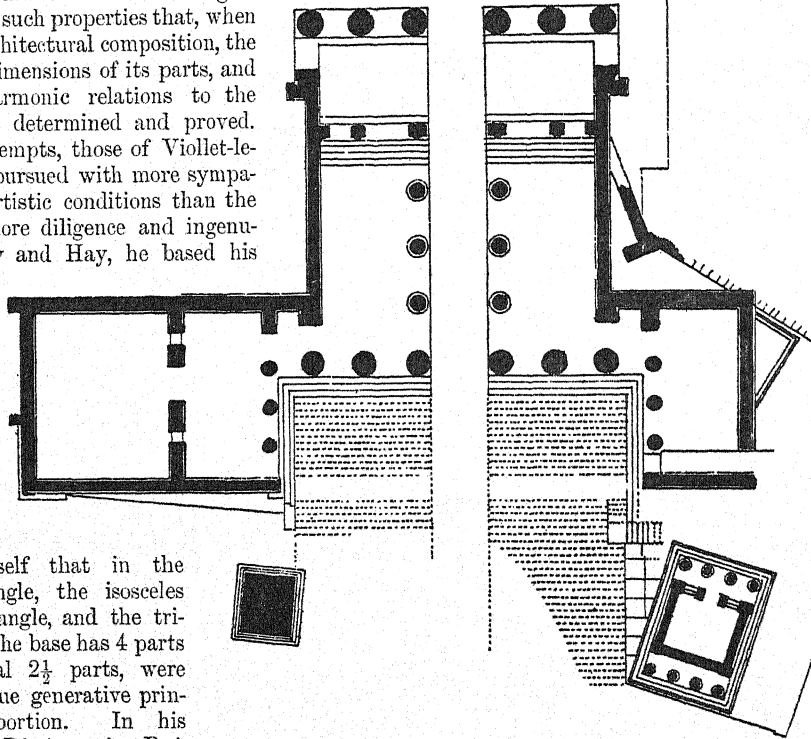 such properties that, when
hitectural composition, the
imensions of its parts, and
armonic relations to the
determined and proved.
empts, those of Viollet-le-
oursued with more sympa-
rtistic conditions than the
ore diligence and ingenu-
and Hay, he based his
self that in the
ngle, the isosceles
angle, and the tri-
he base has 4 parts
al 2½ parts, were
ue generative prin-
portion. In his